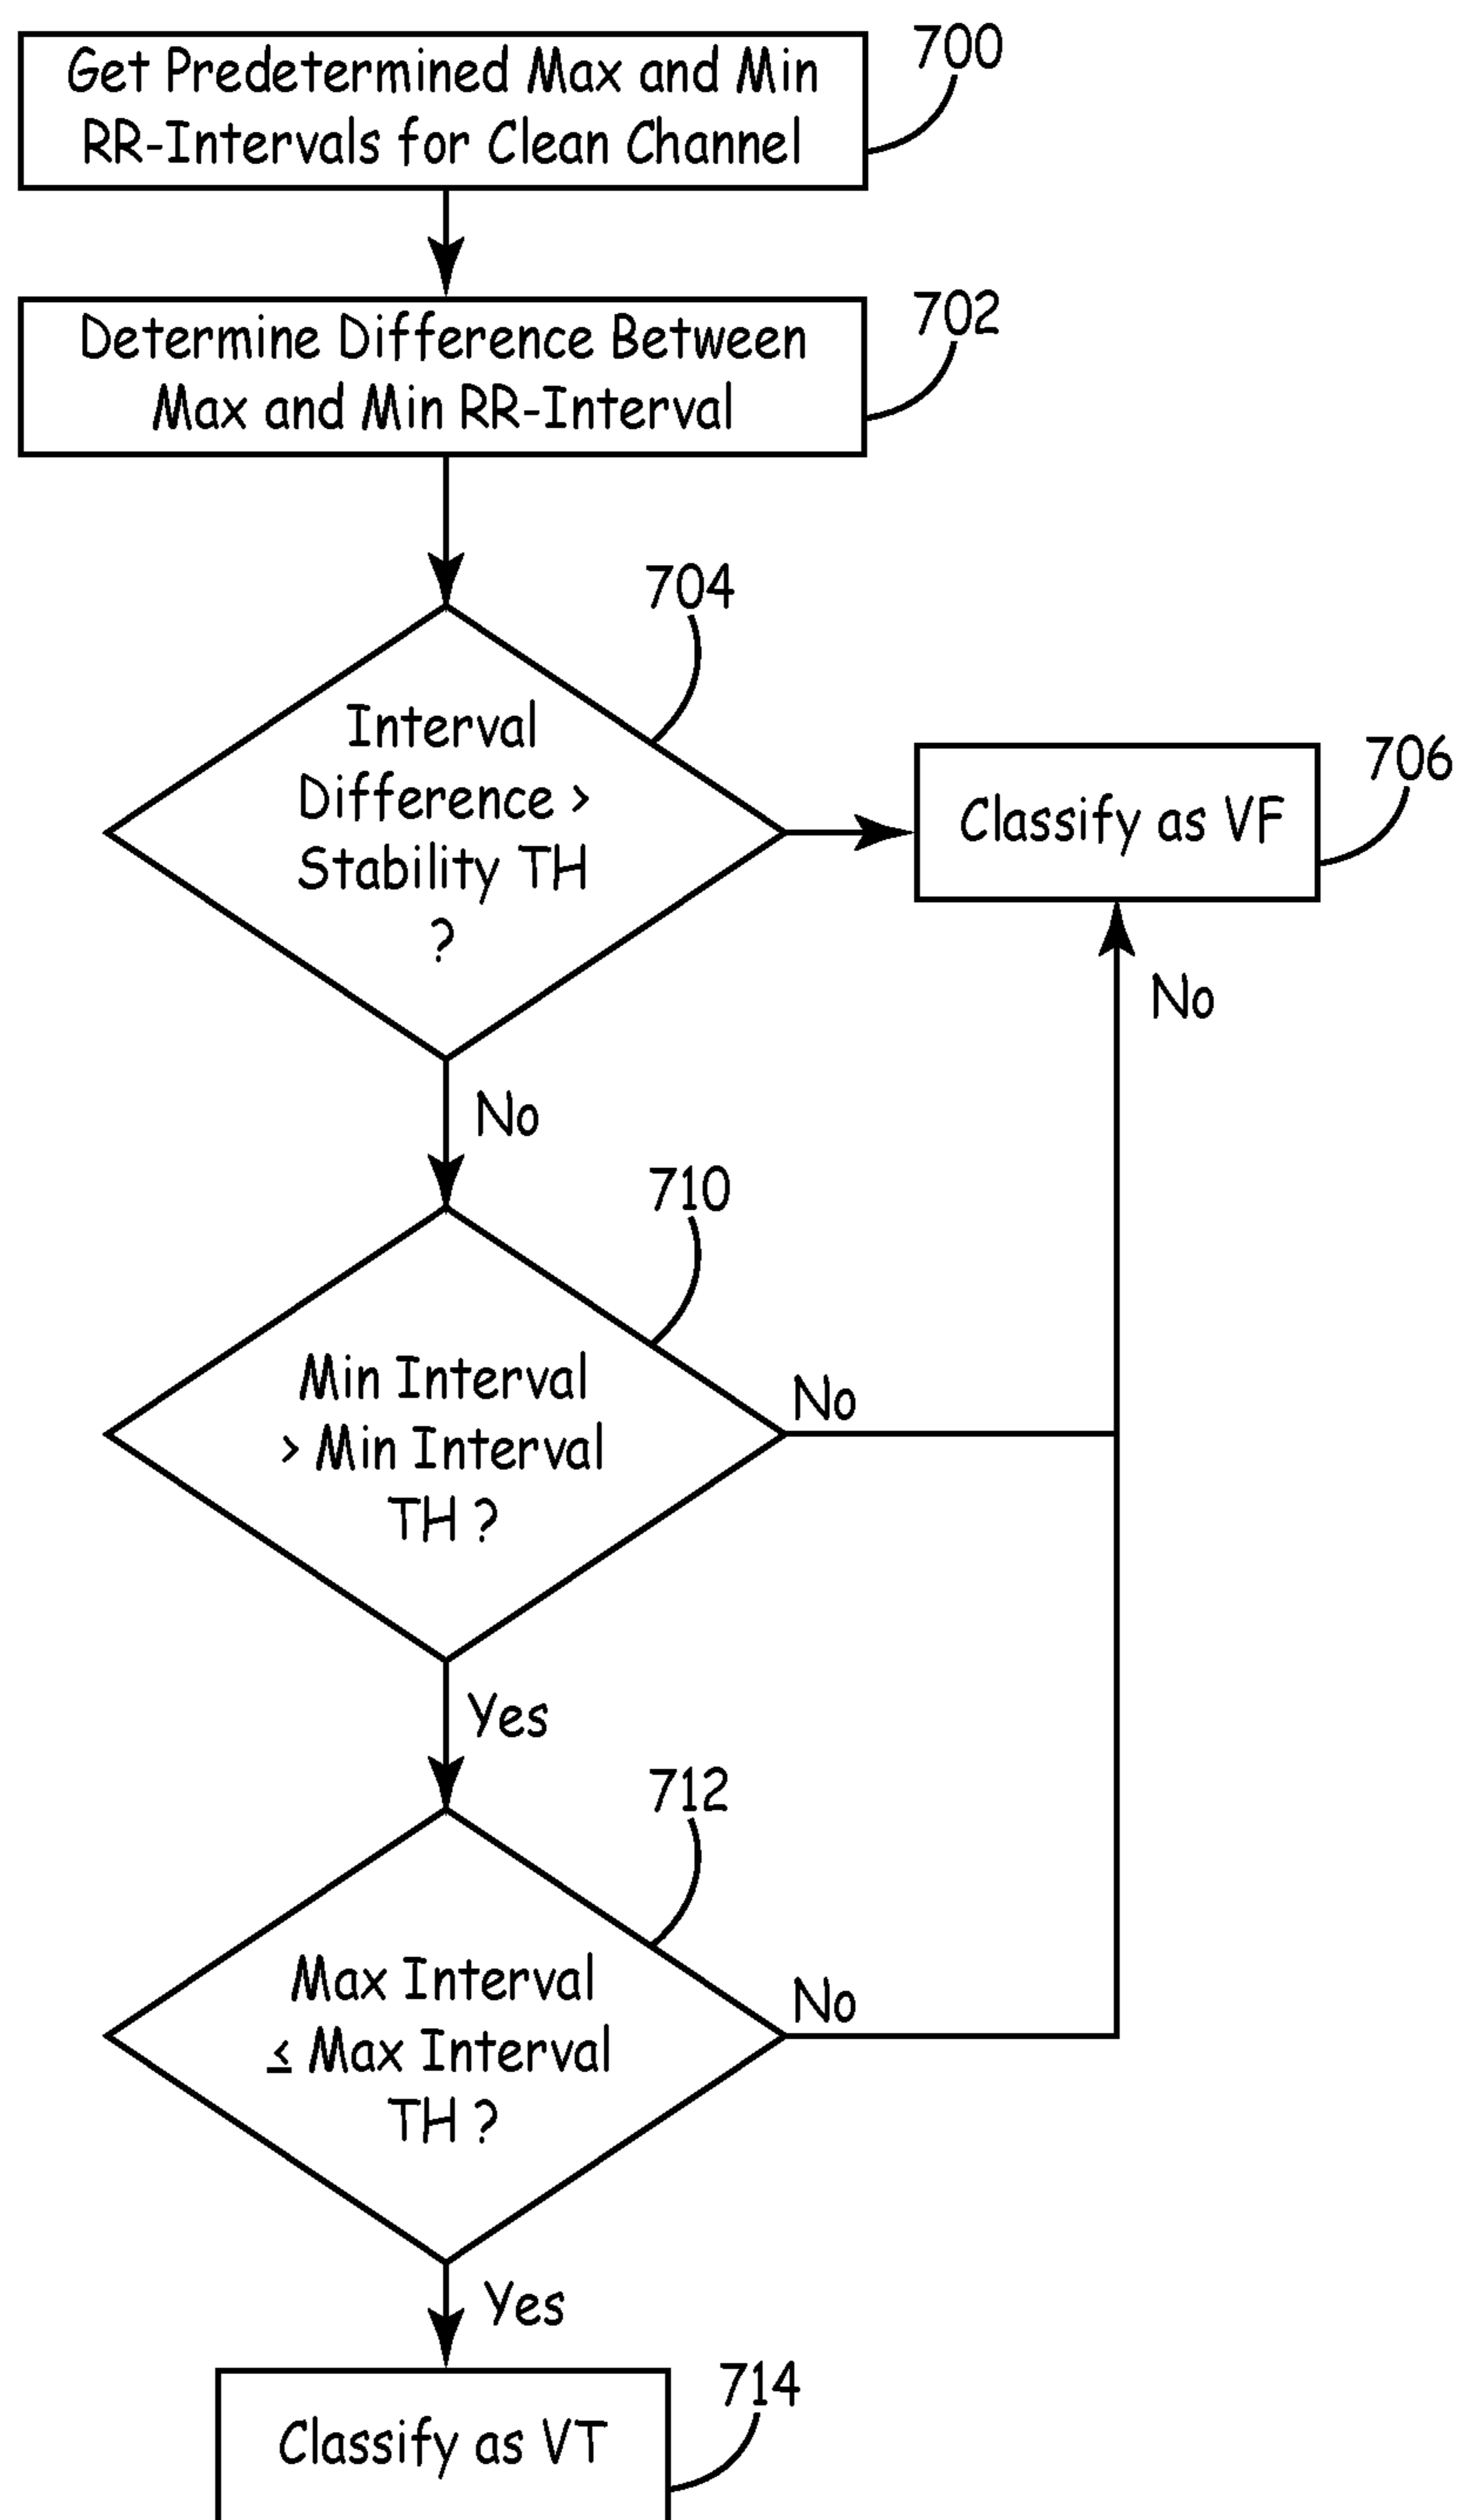 Get Predetermined Max and Min
RR-Intervals for Clean Channel
700
Determine Difference Between
Max and Min RR-Interval
702
704
Interval
Difference >
Stability TH
?
706
Classify as VF
No
No
710
Min Interval
> Min Interval
TH ?
No
Yes
712
Max Interval
≤ Max Interval
TH ?
No
Yes
714
Classify as VT